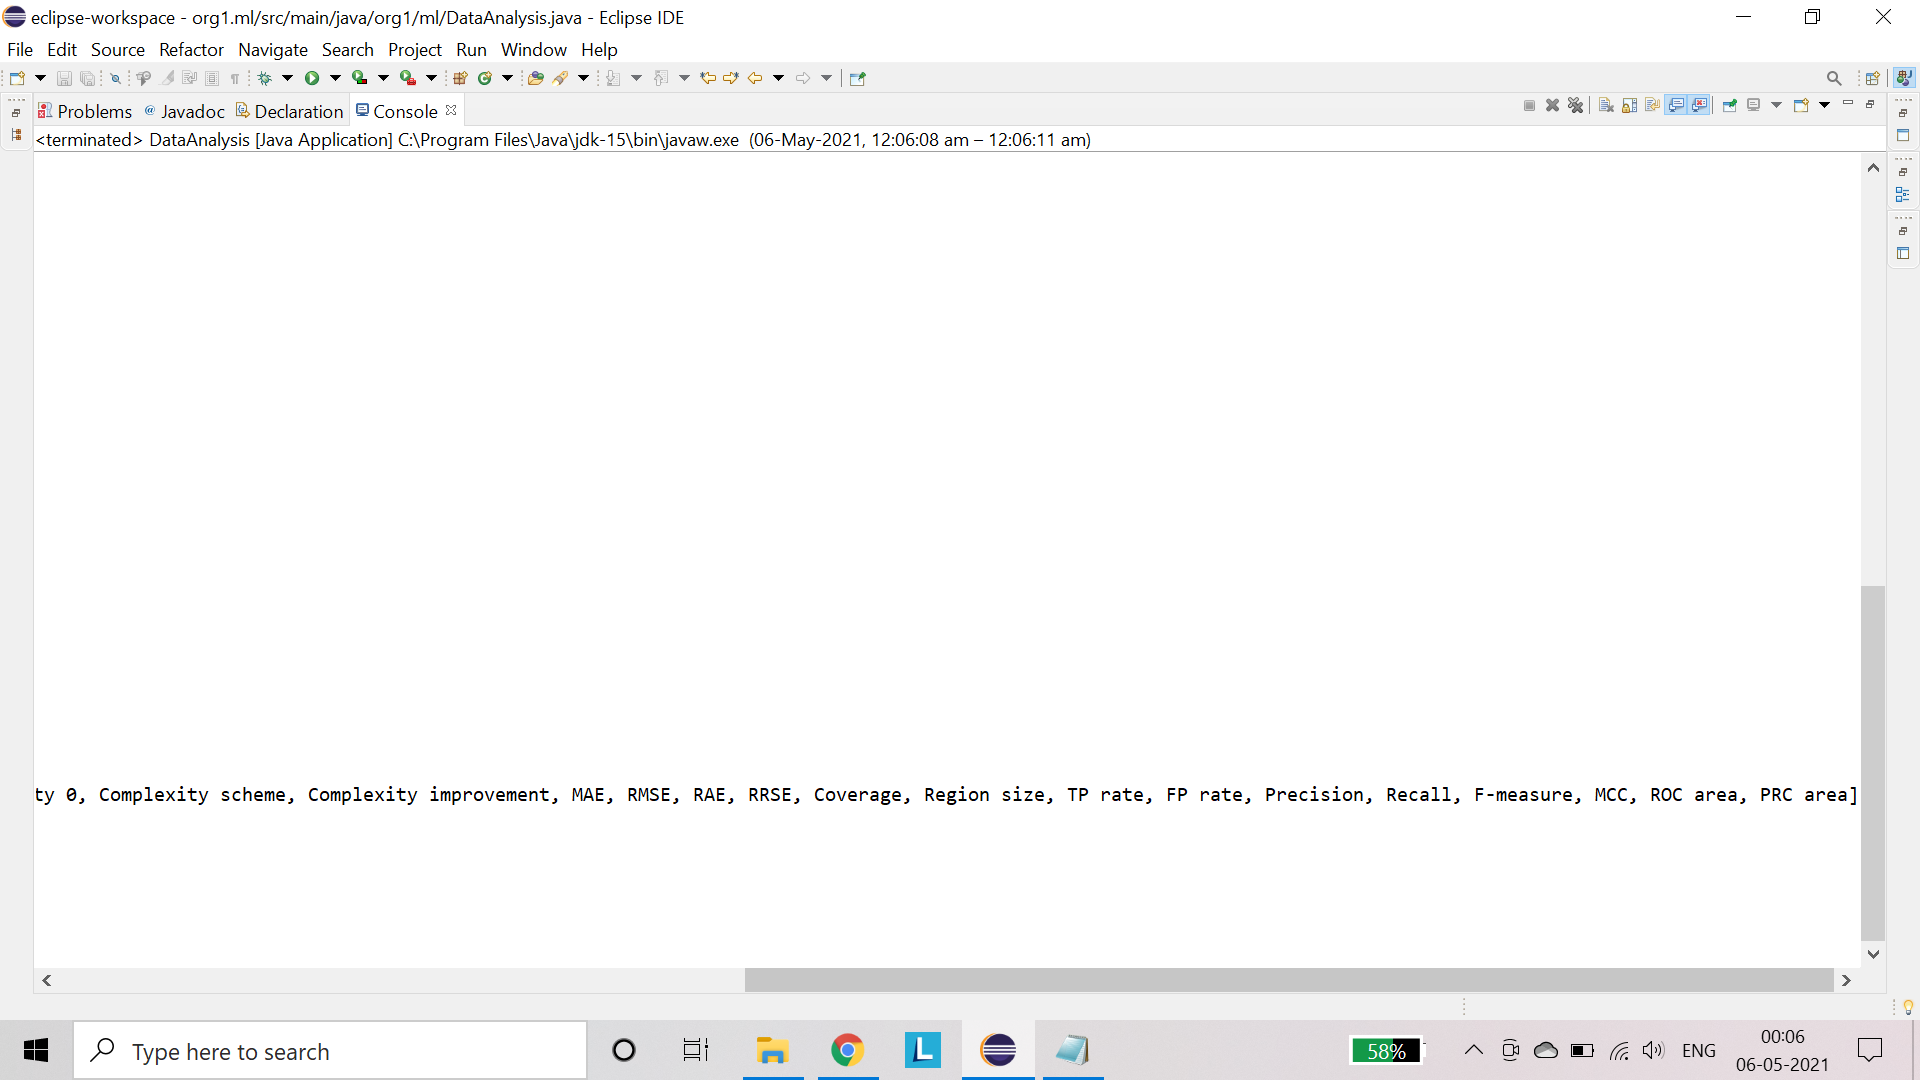 eclipse-workspace - org1.ml/src/main/java/org1/ml/DataAnalysis.java - Eclipse IDE
File Edit Source Refactor Navigate Search Project Run Window Help
Problems @ Javadoc Declaration Console
<terminated> DataAnalysis [Java Application] C:\Program Files\Java\jdk-15\bin\javaw.exe (06-May-2021, 12:06:08 am – 12:06:11 am)
ty 0, Complexity scheme, Complexity improvement, MAE, RMSE, RAE, RRSE, Coverage, Region size, TP rate, FP rate, Precision, Recall, F-measure, MCC, ROC area, PRC area]
Type here to search
L
58%
ENG
00:06
06-05-2021